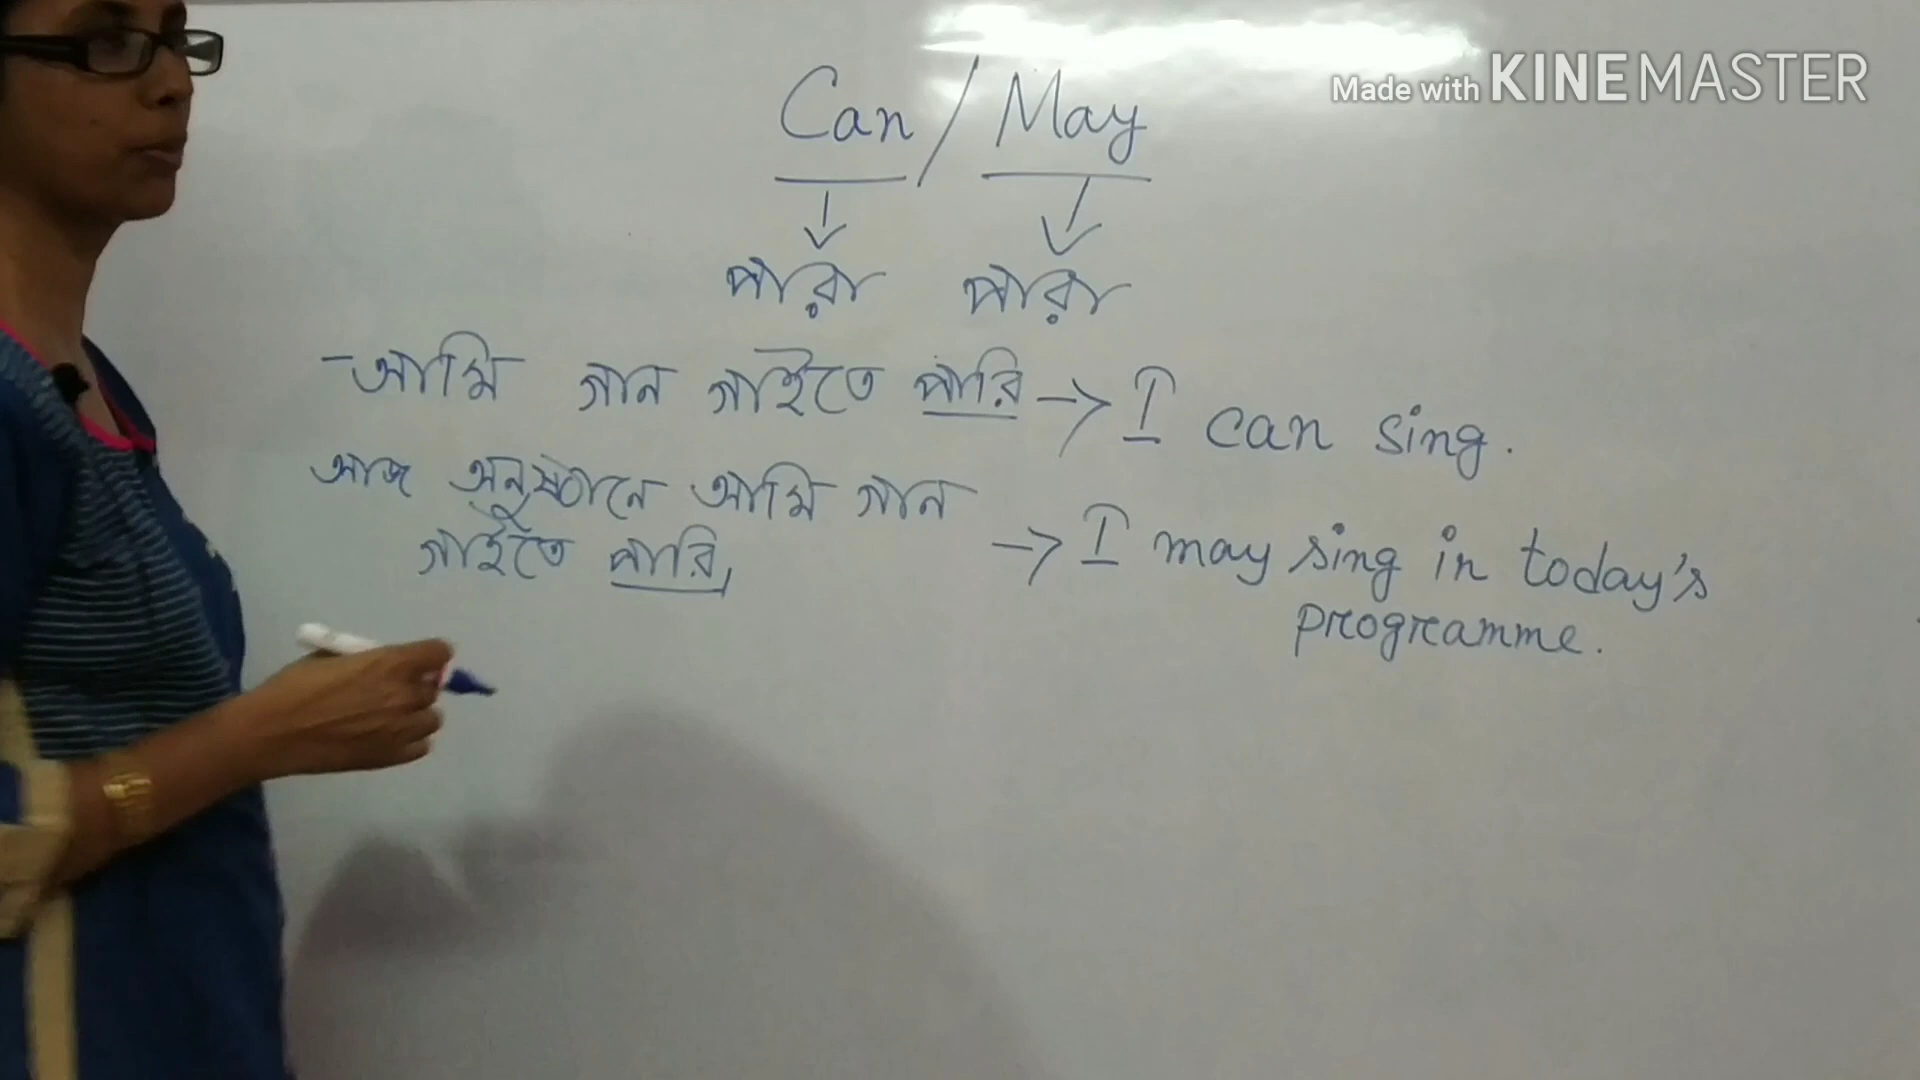 Made with KINEMASTER
Can / May
পারা পারা
আমি গান গাইতে পারি → I can sing.
আজ অনুষ্ঠানে আমি গান
গাইতে পারি। → I may sing in today's
programme.